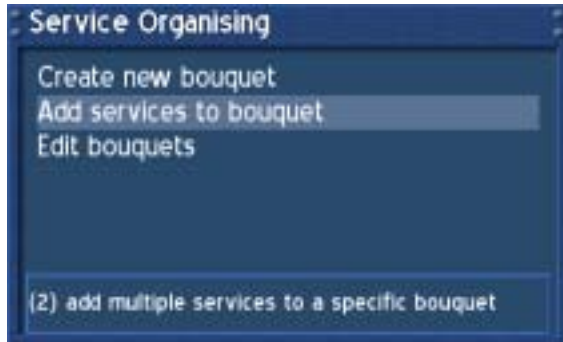 Service Organising
Create new bouquet
Add services to bouquet
Edit bouquets
(2) add multiple services to a specific bouquet